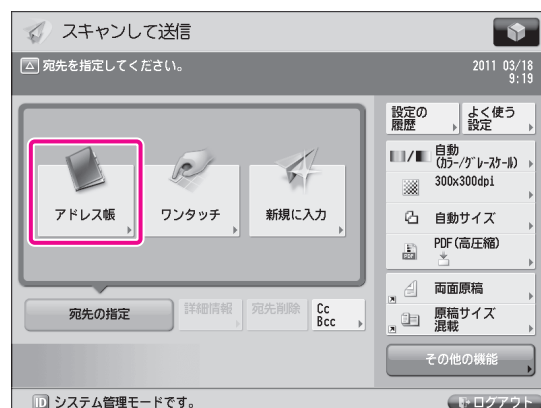 スキャンして送信
宛先を指定してください。
2011 03/18
9:19
設定の
履歴
よく使う
設定
自動
(カラー/グレースケール)
アドレス帳
ワンタッチ
新規に入力
300x300dpi
自動サイズ
PDF(高圧縮)
PDF
両面原稿
宛先の指定
詳細情報
宛先削除
Cc
Bcc
原稿サイズ
混載
その他の機能
ID システム管理モードです。
ログアウト